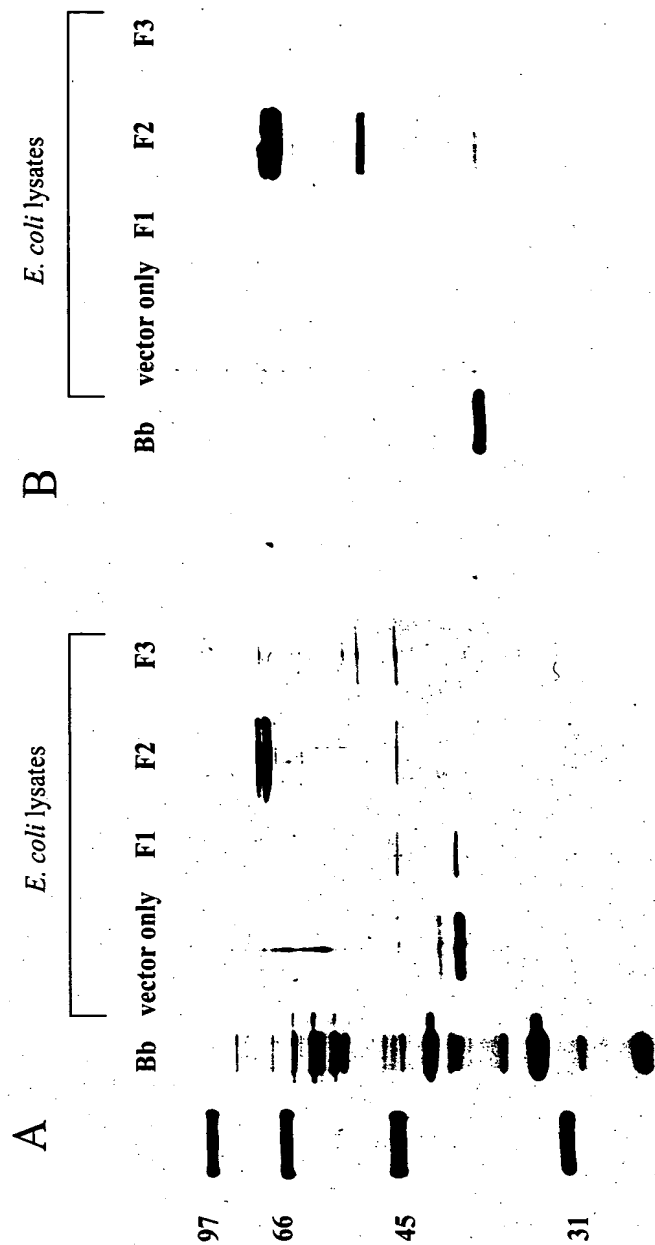 A
E. coli lysates
Bb vector only F1 F2 F3
97
66
45
31
B
E. coli lysates
Bb vector only F1 F2 F3